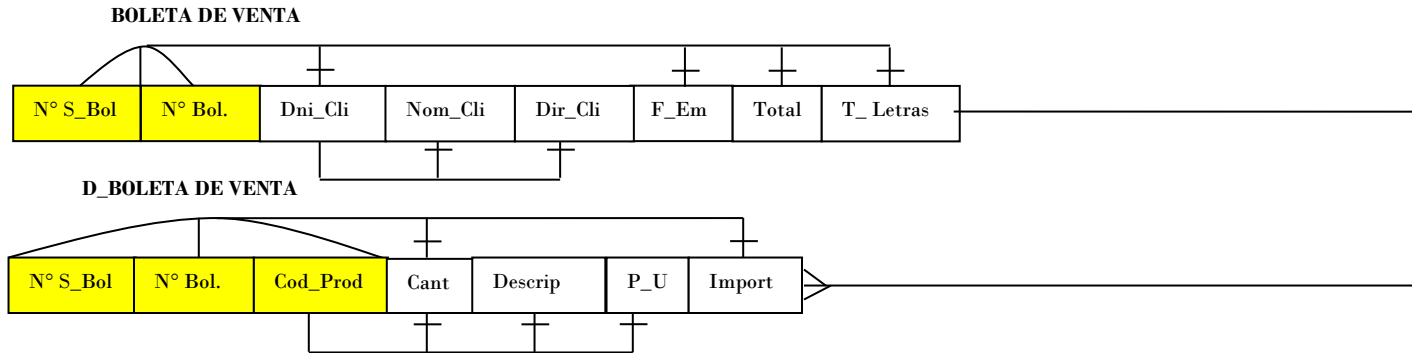 BOLETA DE VENTA
N° S_Bol N° Bol. Dni_Cli Nom_Cli Dir_Cli F_Em Total T_ Letras
D_BOLETA DE VENTA
N° S_Bol N° Bol. Cod_Prod Cant Descrip P_U Import